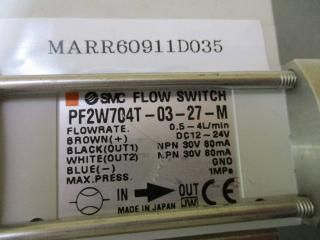 MARR60911D035
SMC FLOW SWITCH
PF2W704T-03-27-M
FLOWRATE. 0.5~4L/min
BROWN(+) DC12~24V
BLACK(OUT1) NPN 30V 80mA
WHITE(OUT2) NPN 30V 80mA
BLUE(-) GND
MAX.PRESS. 1MPa
IN OUT
MADE IN JAPAN JW